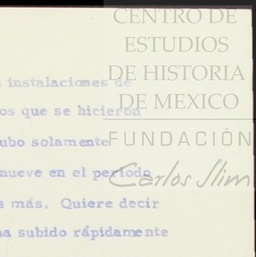 CENTRO DE
ESTUDIOS
DE HISTORIA
DE MEXICO
FUNDACIÓN
Carlos Slim
instalaciones de
os que se hicieron
ubo solamente
nueve en el período
s más. Quiere decir
ha subido rápidamente